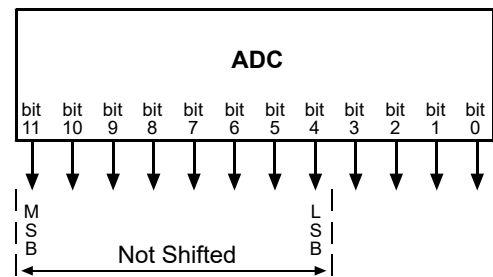 ADC
bit bit bit bit bit bit bit bit bit bit bit bit
11 10 9 8 7 6 5 4 3 2 1 0
MSB LSB
Not Shifted